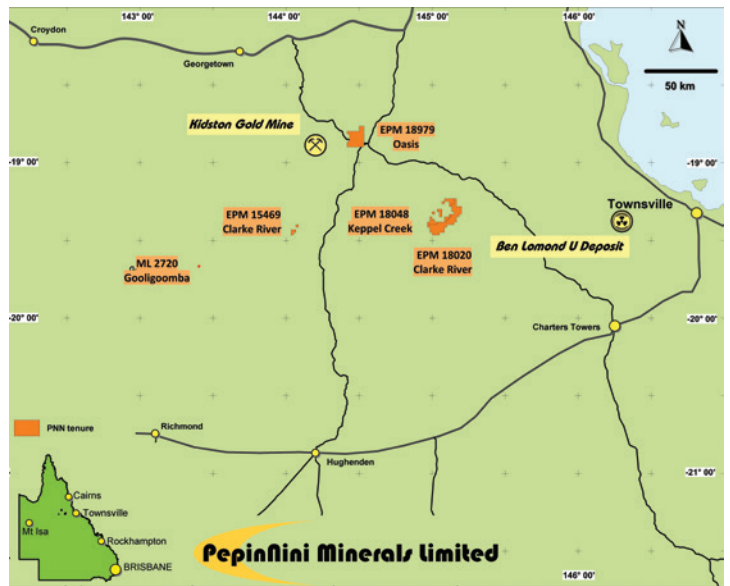 143° 00'
144° 00'
145° 00'
146° 00'
Croydon
Georgetown
N
50 km
Kidston Gold Mine
EPM 18979
Oasis
-19° 00'
-19° 00'
Townsville
EPM 15469
Clarke River
EPM 18048
Keppel Creek
Ben Lomond U Deposit
EPM 18020
Clarke River
ML 2720
Gooligoomba
-20° 00'
-20° 00'
Charters Towers
PNN tenure
Richmond
Hughenden
-21° 00'
Cairns
Townsville
Mt Isa
Rockhampton
BRISBANE
PepinNini Minerals Limited
146° 00'